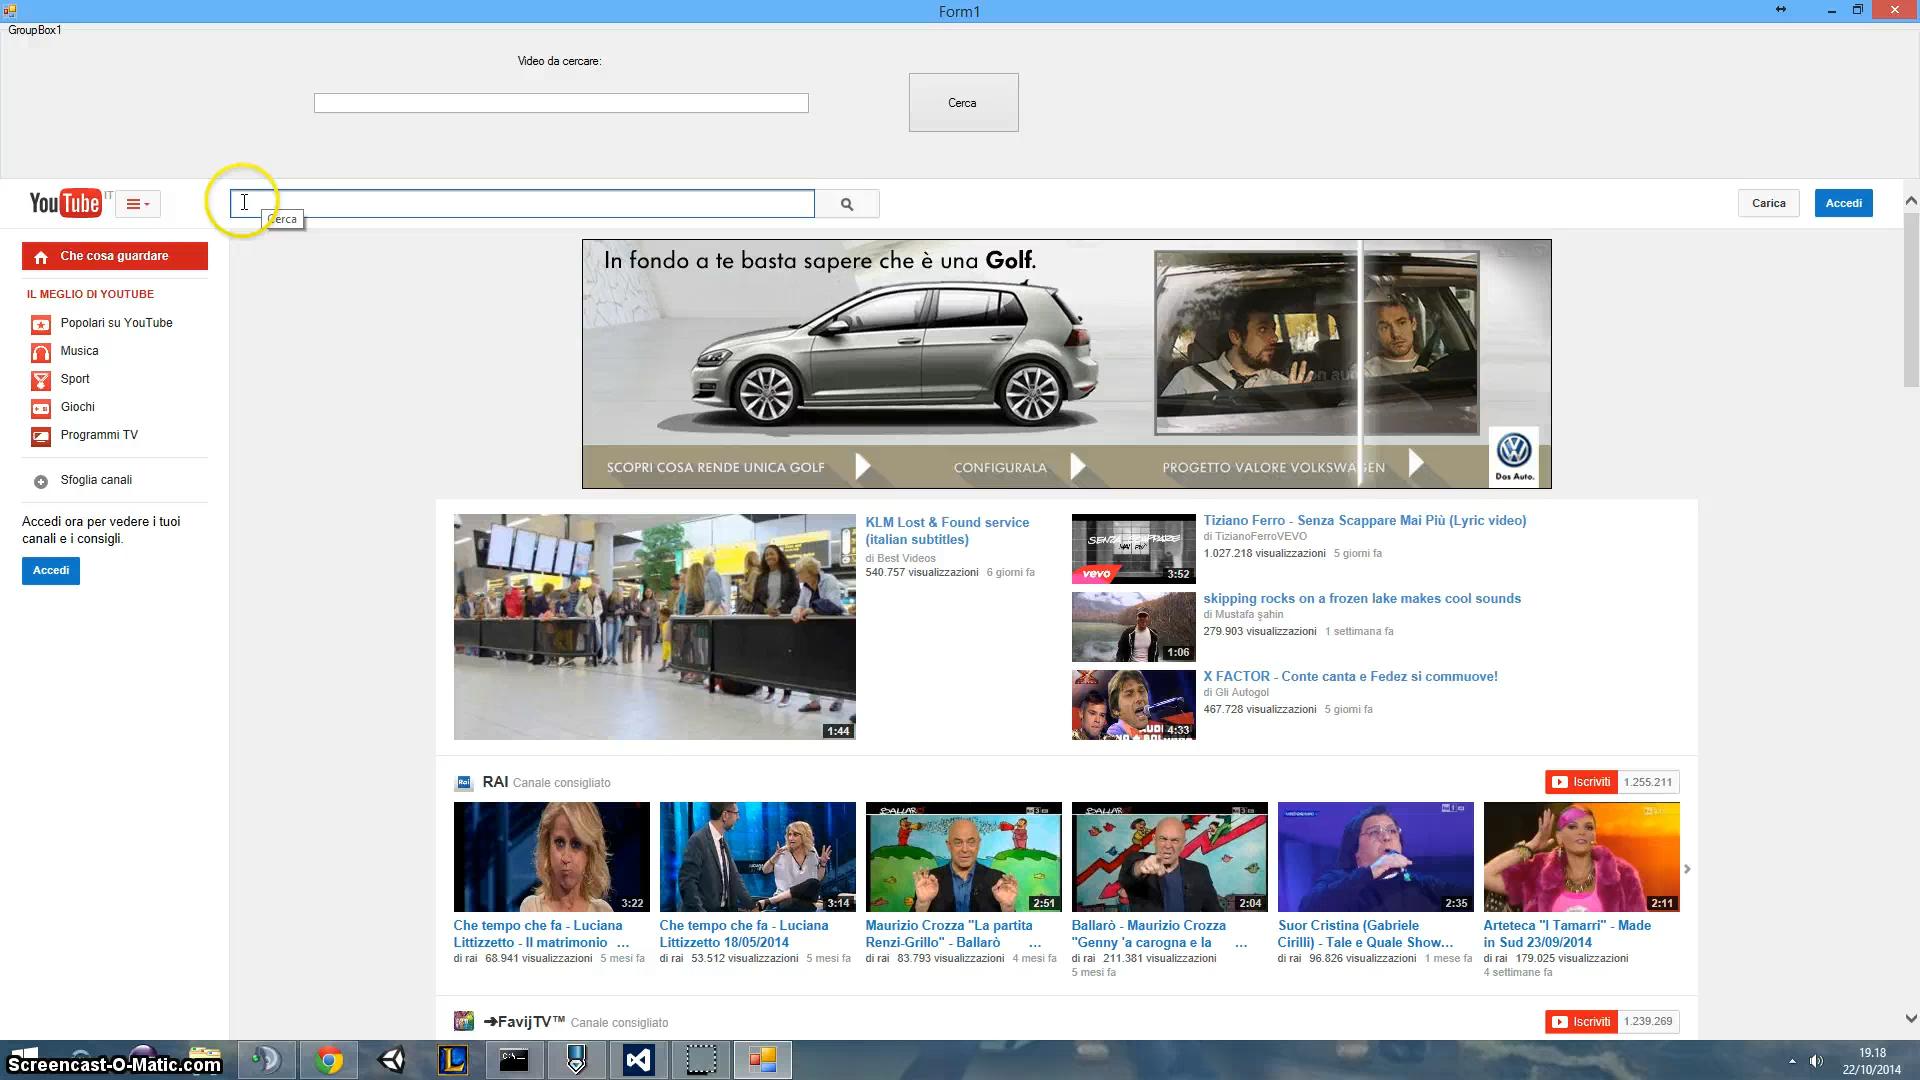 Form1
GroupBox1
Video da cercare:
Cerca
YouTube IT
Cerca
Carica
Accedi
Che cosa guardare
IL MEGLIO DI YOUTUBE
Popolari su YouTube
Musica
Sport
Giochi
Programmi TV
Sfoglia canali
Accedi ora per vedere i tuoi
canali e i consigli.
Accedi
In fondo a te basta sapere che è una Golf.
SCOPRI COSA RENDE UNICA GOLF
CONFIGURALA
PROGETTO VALORE VOLKSWAGEN
Das Auto.
1:44
KLM Lost & Found service
(italian subtitles)
di Best Videos
540.757 visualizzazioni 6 giorni fa
SENZA SCAPPARE
MAI PIÙ
vevo
3:52
Tiziano Ferro - Senza Scappare Mai Più (Lyric video)
di TizianoFerroVEVO
1.027.218 visualizzazioni 5 giorni fa
1:06
skipping rocks on a frozen lake makes cool sounds
di Mustafa şahin
279.903 visualizzazioni 1 settimana fa
4:33
X FACTOR - Conte canta e Fedez si commuove!
di Gli Autogol
467.728 visualizzazioni 5 giorni fa
Rai
RAI Canale consigliato
Iscriviti 1.255.211
3:22
Che tempo che fa - Luciana
Littizzetto - Il matrimonio ...
di rai 68.941 visualizzazioni 5 mesi fa
3:14
Che tempo che fa - Luciana
Littizzetto 18/05/2014
di rai 53.512 visualizzazioni 5 mesi fa
2:51
Maurizio Crozza "La partita
Renzi-Grillo" - Ballarò ...
di rai 83.793 visualizzazioni 4 mesi fa
2:04
Ballarò - Maurizio Crozza
"Genny 'a carogna e la ...
di rai 211.381 visualizzazioni
5 mesi fa
2:35
Suor Cristina (Gabriele
Cirilli) - Tale e Quale Show...
di rai 96.826 visualizzazioni 1 mese fa
2:11
Arteteca "I Tamarri" - Made
in Sud 23/09/2014
di rai 179.025 visualizzazioni
4 settimane fa
➔FavijTV™ Canale consigliato
Iscriviti 1.239.269
Screencast-O-Matic.com
19.18
22/10/2014